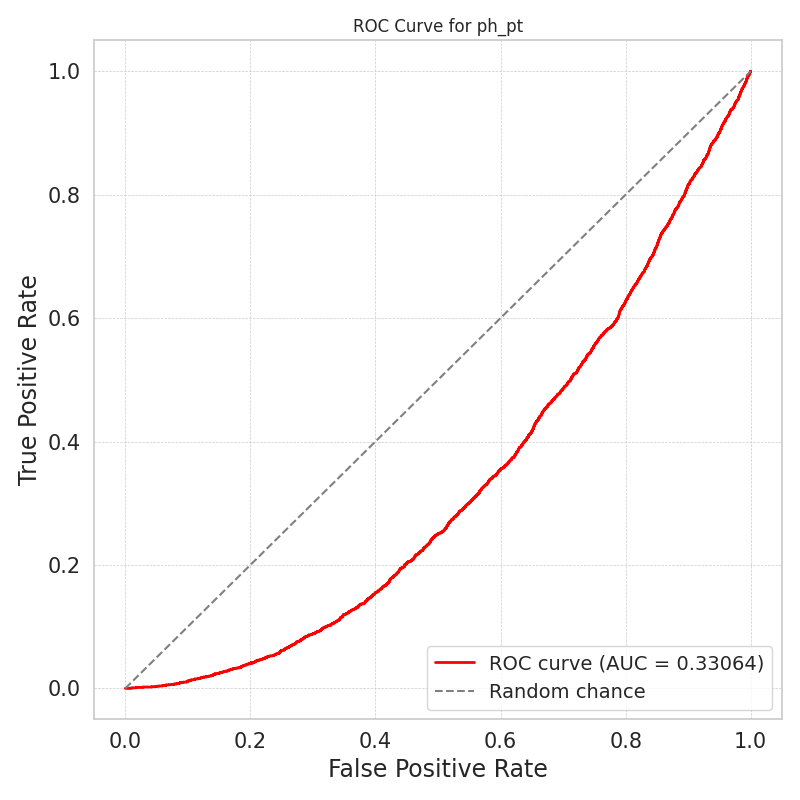 ROC Curve for ph_pt
True Positive Rate
1.0
0.8
0.6
0.4
0.2
0.0
ROC curve (AUC = 0.33064)
Random chance
0.0 0.2 0.4 0.6 0.8 1.0
False Positive Rate